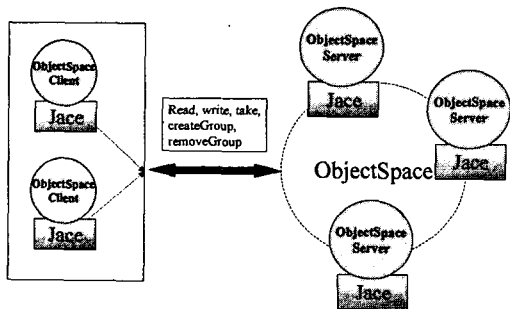 ObjectSpace
Client
Jace
ObjectSpace
Client
Jace
Read, write, take,
createGroup,
removeGroup
ObjectSpace
Server
Jace
ObjectSpace
Server
Jace
ObjectSpace
ObjectSpace
Server
Jace